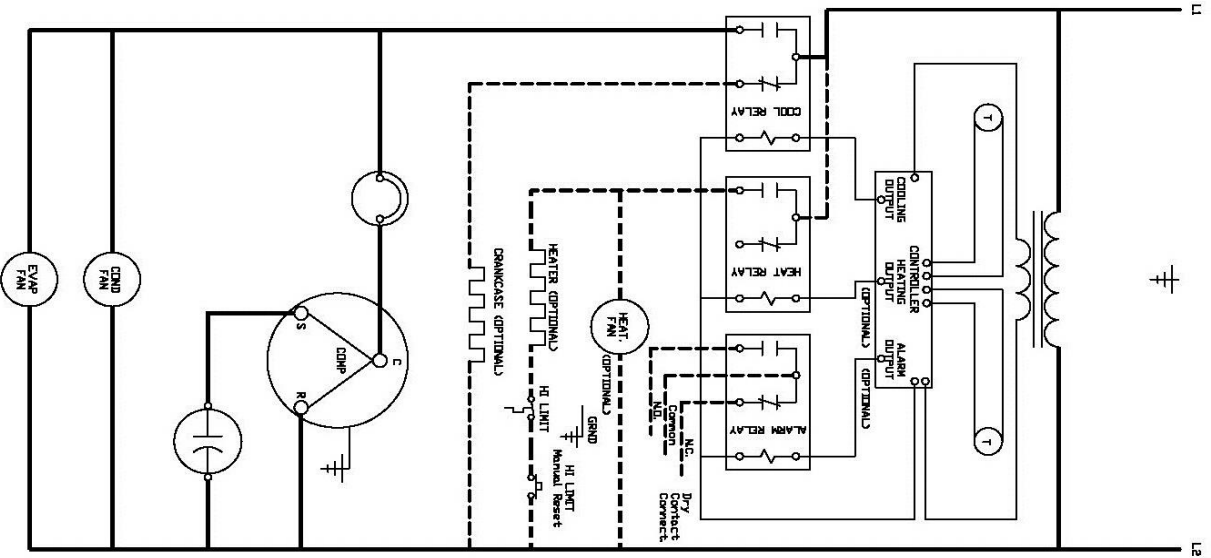 L1
COOL RELAY
T
COOLING
OUTPUT
CONTROLLER
HEATING
OUTPUT
(OPTIONAL)
ALARM
OUTPUT
(OPTIONAL)
T
HEAT RELAY
ALARM RELAY
N.O.
Common
N.C.
Dry
Contact
Connect
HEAT.
FAN
(OPTIONAL)
GRND
HEATER (OPTIONAL)
HI LIMIT
HI LIMIT
Manual Reset
CRANKCASE (OPTIONAL)
C
COMP
S
R
COND
FAN
EVAP
FAN
L2